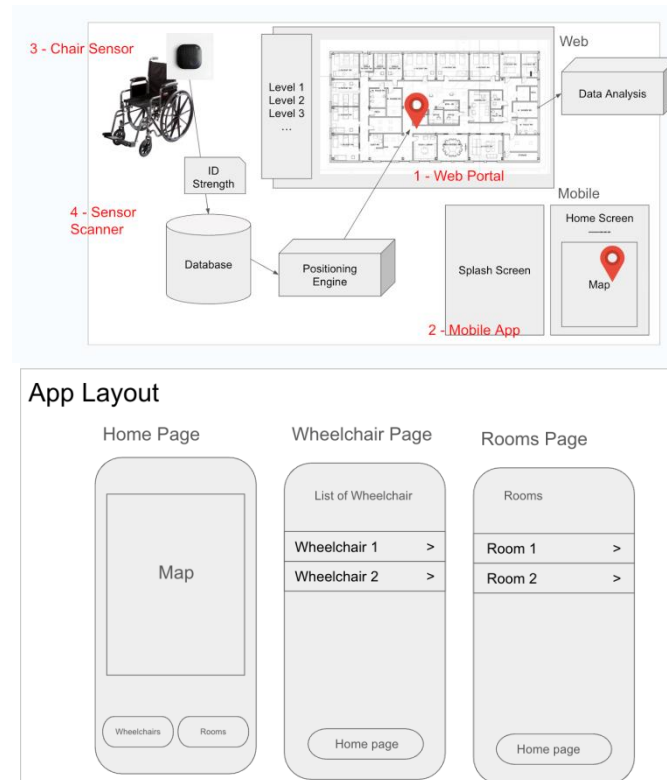 3 - Chair Sensor
Web
Level 1
Level 2
Level 3
...
Data Analysis
1 - Web Portal
ID
Strength
4 - Sensor
Scanner
Mobile
Home Screen
Database
Positioning
Engine
Splash Screen
Map
2 - Mobile App
App Layout
Home Page
Wheelchair Page
Rooms Page
Map
Wheelchairs
Rooms
List of Wheelchair
Wheelchair 1 >
Wheelchair 2 >
Home page
Rooms
Room 1 >
Room 2 >
Home page